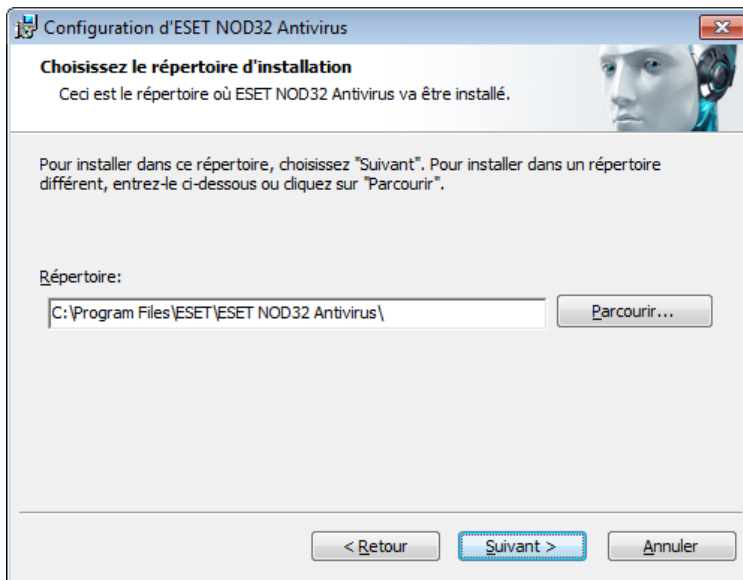 Configuration d'ESET NOD32 Antivirus
Choisissez le répertoire d'installation
Ceci est le répertoire où ESET NOD32 Antivirus va être installé.
Pour installer dans ce répertoire, choisissez "Suivant". Pour installer dans un répertoire
différent, entrez-le ci-dessous ou cliquez sur "Parcourir".
Répertoire:
C:\Program Files\ESET\ESET NOD32 Antivirus\
Parcourir...
< Retour
Suivant >
Annuler